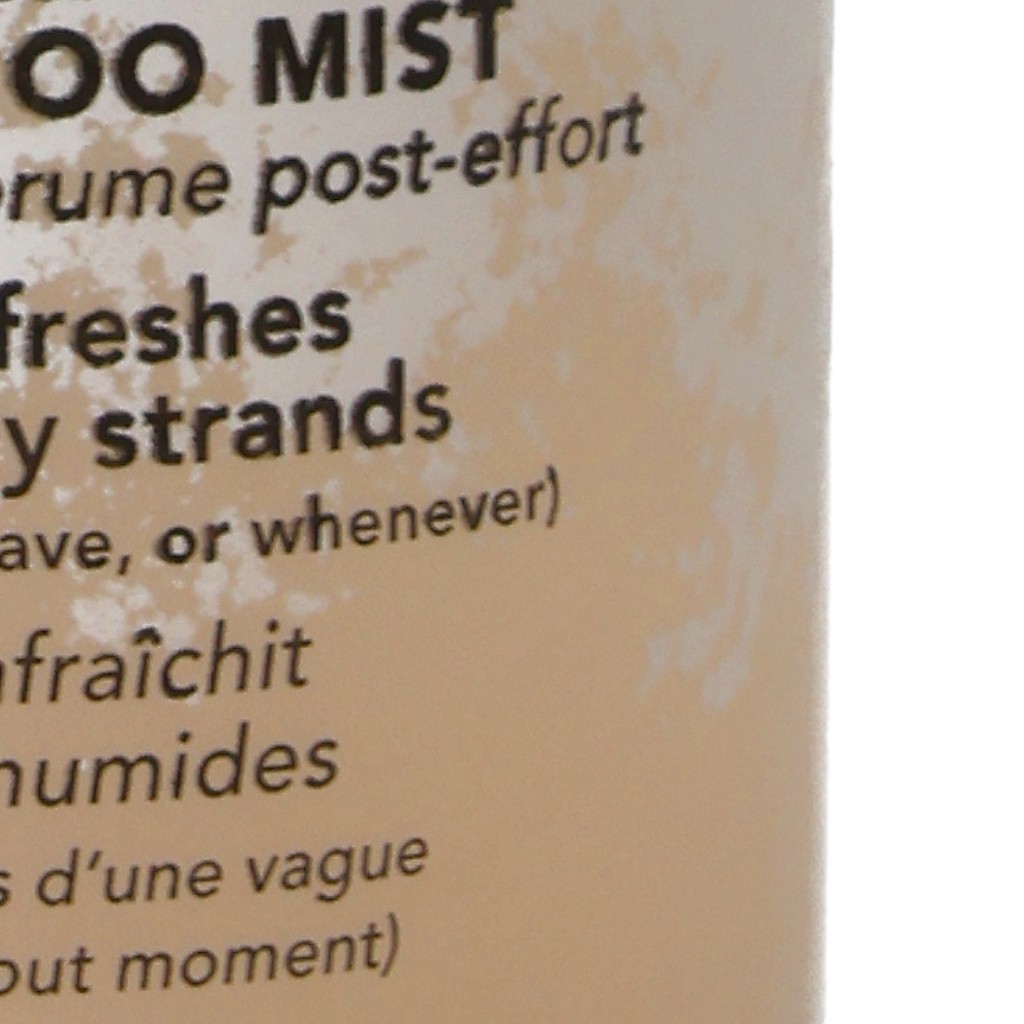 OO MIST
rume post-effort
freshes
y strands
ave, or whenever)
fraîchit
humides
s d’une vague
out moment)